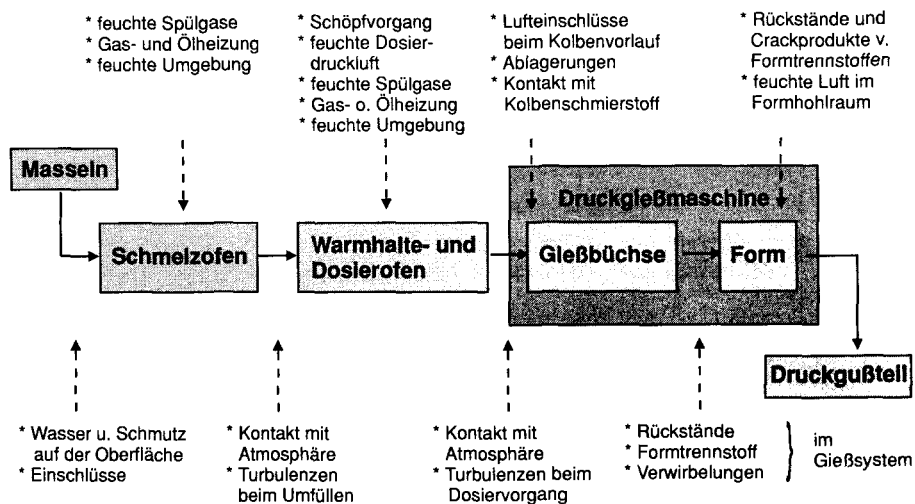 * feuchte Spülgase
* Gas- und Ölheizung
* feuchte Umgebung
* Schöpfvorgang
* feuchte Dosier-
druckluft
* feuchte Spülgase
* Gas- o. Ölheizung
* feuchte Umgebung
* Lufteinschlüsse
beim Kolbenvorlauf
* Ablagerungen
* Kontakt mit
Kolbenschmierstoff
* Rückstände und
Crackprodukte v.
Formtrennstoffen
* feuchte Luft im
Formhohlraum
Masseln
Schmelzofen
Warmhalte- und
Dosierofen
Druckgießmaschine
Gießbüchse
Form
Druckgußteil
* Wasser u. Schmutz
auf der Oberfläche
* Einschlüsse
* Kontakt mit
Atmosphäre
* Turbulenzen
beim Umfüllen
* Kontakt mit
Atmosphäre
* Turbulenzen beim
Dosiervorgang
* Rückstände
* Formtrennstoff
* Verwirbelungen
im
Gießsystem